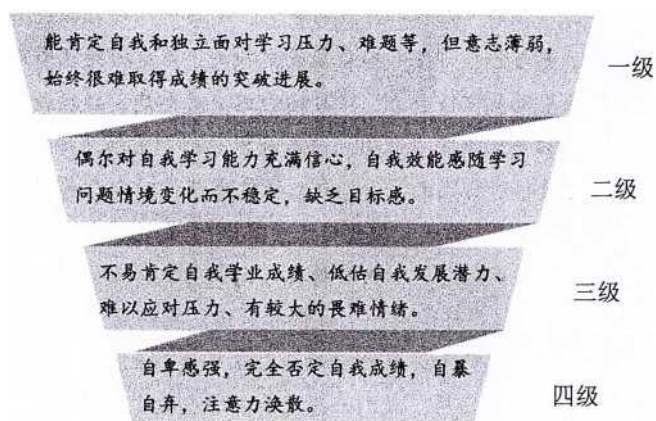 能肯定自我和独立面对学习压力、难题等，但意志薄弱，
始终很难取得成绩的突破进展。
一级
偶尔对自我学习能力充满信心，自我效能感随学习
问题情境变化而不稳定，缺乏目标感。
二级
不易肯定自我学业成绩、低估自我发展潜力、
难以应对压力、有较大的畏难情绪。
三级
自卑感强，完全否定自我成绩，自暴
自弃，注意力涣散。
四级